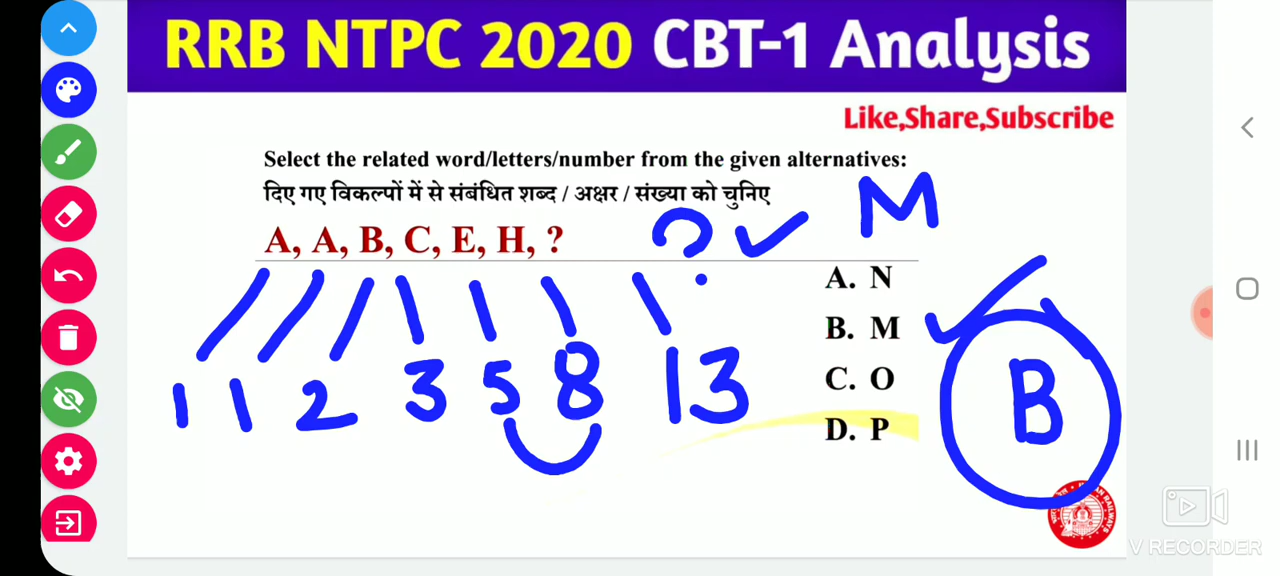 RRB NTPC 2020 CBT-1 Analysis
Like,Share,Subscribe
Select the related word/letters/number from the given alternatives:
दिए गए विकल्पों में से संबंधित शब्द / अक्षर / संख्या को चुनिए
M
A, A, B, C, E, H, ? ?
A. N
B. M
C. O
D. P
1 1 2 3 5 8 13
B
V RECORDER